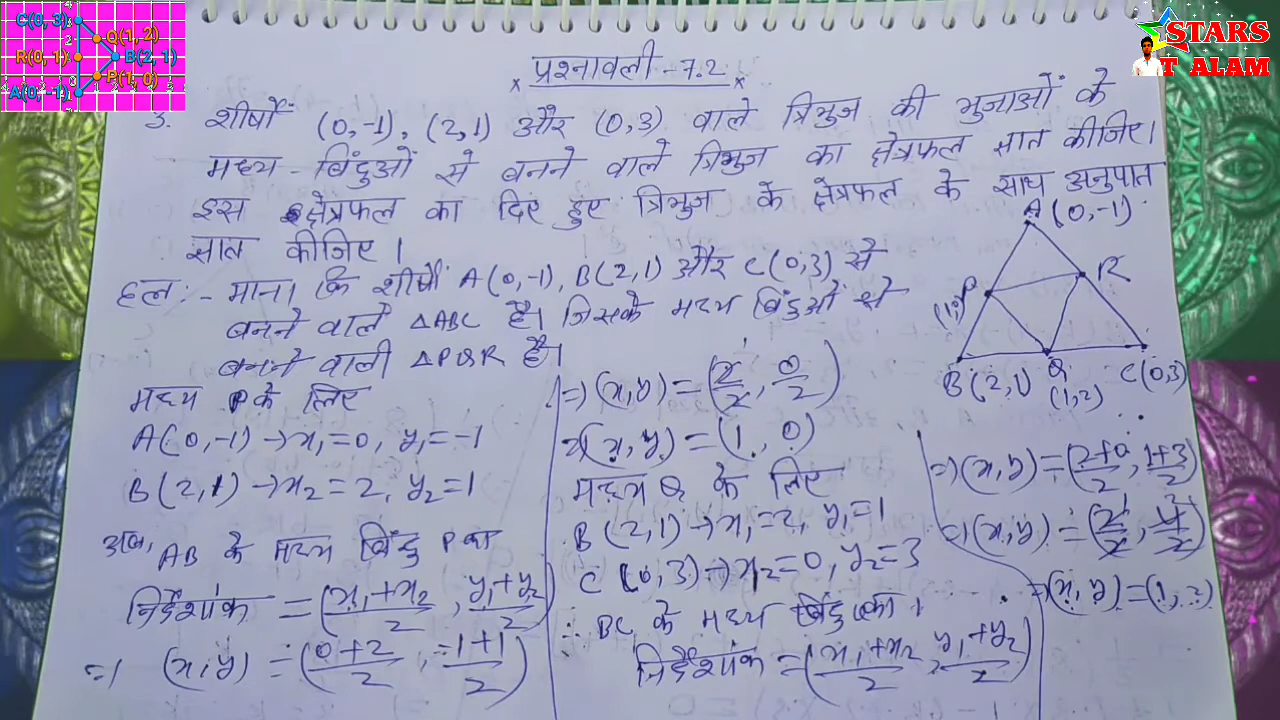 C(0, 3)
Q(1, 2)
R(0, 1)
B(2, 1)
P(1, 0)
A(0, -1)
STARS
T ALAM
प्रश्नावली - 7.2
3. शीर्षों (0,-1), (2,1) और (0,3) वाले त्रिभुज की भुजाओं के
मध्य - बिंदुओं से बनने वाले त्रिभुज का क्षेत्रफल ज्ञात कीजिए।
इस क्षेत्रफल का दिए हुए त्रिभुज के क्षेत्रफल के साथ अनुपात
ज्ञात कीजिए।
हल:- माना कि शीर्षों A(0,-1), B(2,1) और C(0,3) से
बनने वाले △ABC है। जिसके मध्य बिंदुओं से
बनने वाली △PQR है।
A (0,-1)
P
(1,0)
R
B(2,1)
Q
(1,2)
C(0,3)
मध्य P के लिए
A(0,-1) → x₁=0, y₁=-1
B(2,1) → x₂=2, y₂=1
अब, AB के मध्य बिंदु P का
निर्देशांक = (x₁+x₂/2, y₁+y₂/2)
=> (x,y) = (0+2/2, -1+1/2)
=> (x,y) = (2/2, 0/2)
=> (x,y) = (1, 0)
मध्य Q के लिए
B(2,1) → x₁=2, y₁=1
C(0,3) → x₂=0, y₂=3
∴ BC के मध्य बिंदु Q का
निर्देशांक = (x₁+x₂/2, y₁+y₂/2)
=> (x,y) = (2+0/2, 1+3/2)
=> (x,y) = (2/2, 4/2)
=> (x,y) = (1,2)